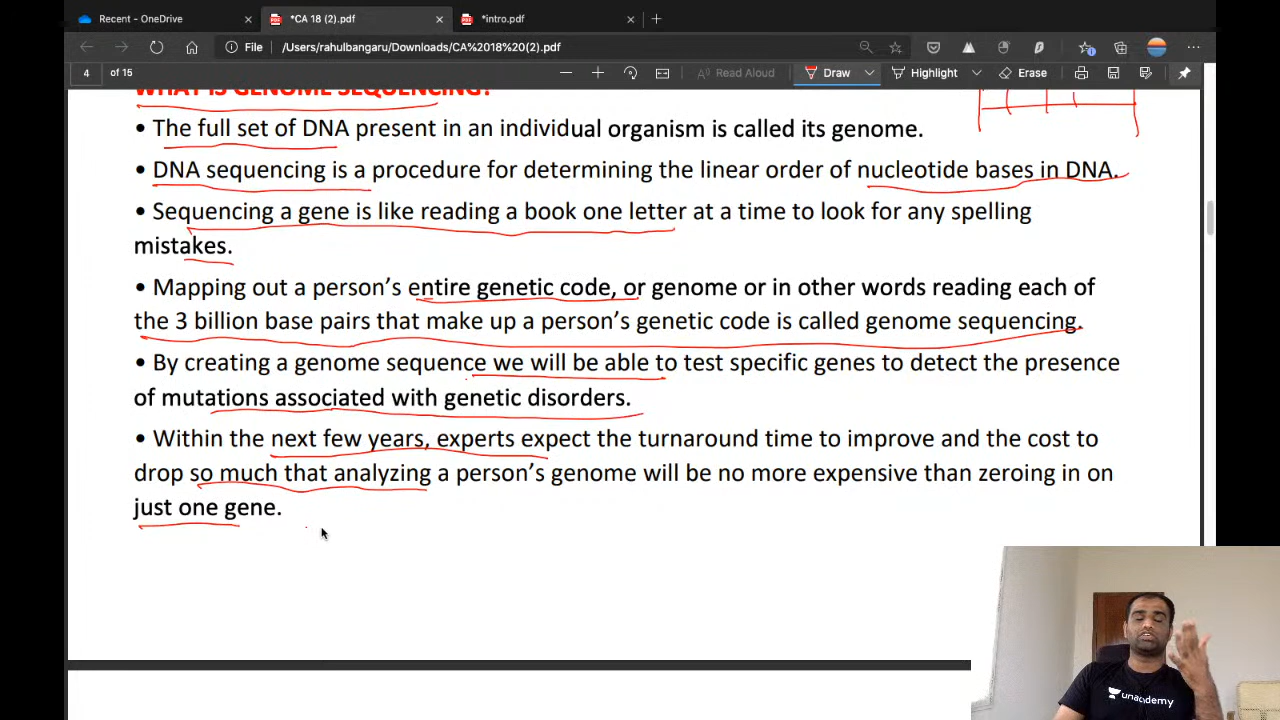 Recent - OneDrive
*CA 18 (2).pdf
*intro.pdf
File /Users/rahulbangaru/Downloads/CA%2018%20(2).pdf
4 of 15 Read Aloud Draw Highlight Erase
WHAT IS GENOME SEQUENCING?
• The full set of DNA present in an individual organism is called its genome.
• DNA sequencing is a procedure for determining the linear order of nucleotide bases in DNA.
• Sequencing a gene is like reading a book one letter at a time to look for any spelling
mistakes.
• Mapping out a person's entire genetic code, or genome or in other words reading each of
the 3 billion base pairs that make up a person's genetic code is called genome sequencing.
• By creating a genome sequence we will be able to test specific genes to detect the presence
of mutations associated with genetic disorders.
• Within the next few years, experts expect the turnaround time to improve and the cost to
drop so much that analyzing a person's genome will be no more expensive than zeroing in on
just one gene.
unacademy